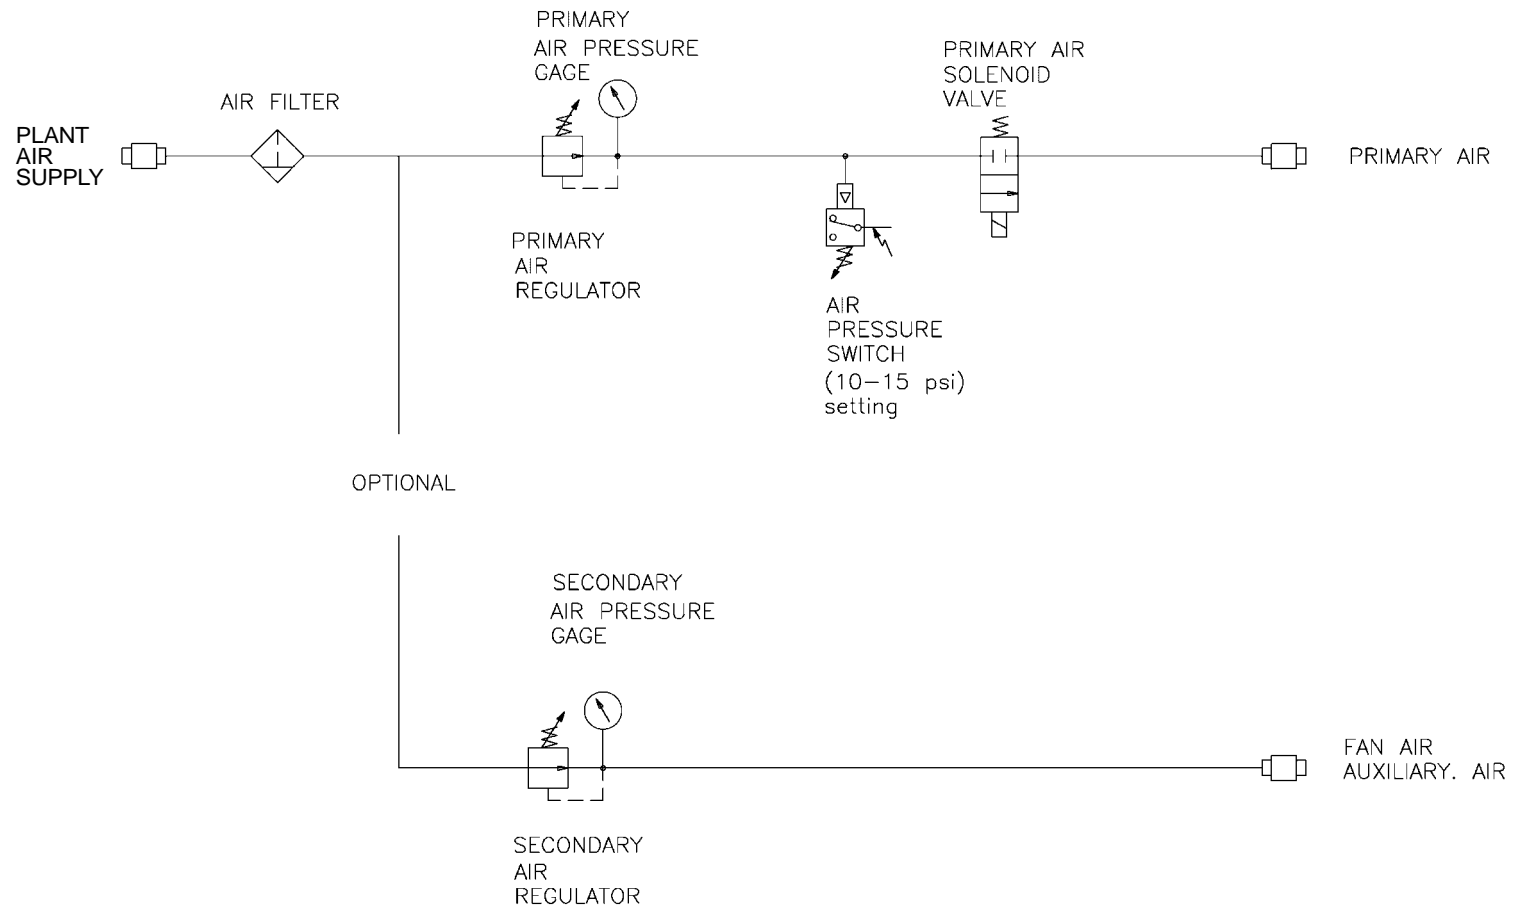 PRIMARY
AIR PRESSURE
GAGE
PRIMARY AIR
SOLENOID
VALVE
AIR FILTER
PLANT
AIR
SUPPLY
PRIMARY AIR
PRIMARY
AIR
REGULATOR
AIR
PRESSURE
SWITCH
(10-15 psi)
setting
OPTIONAL
SECONDARY
AIR PRESSURE
GAGE
FAN AIR
AUXILIARY. AIR
SECONDARY
AIR
REGULATOR